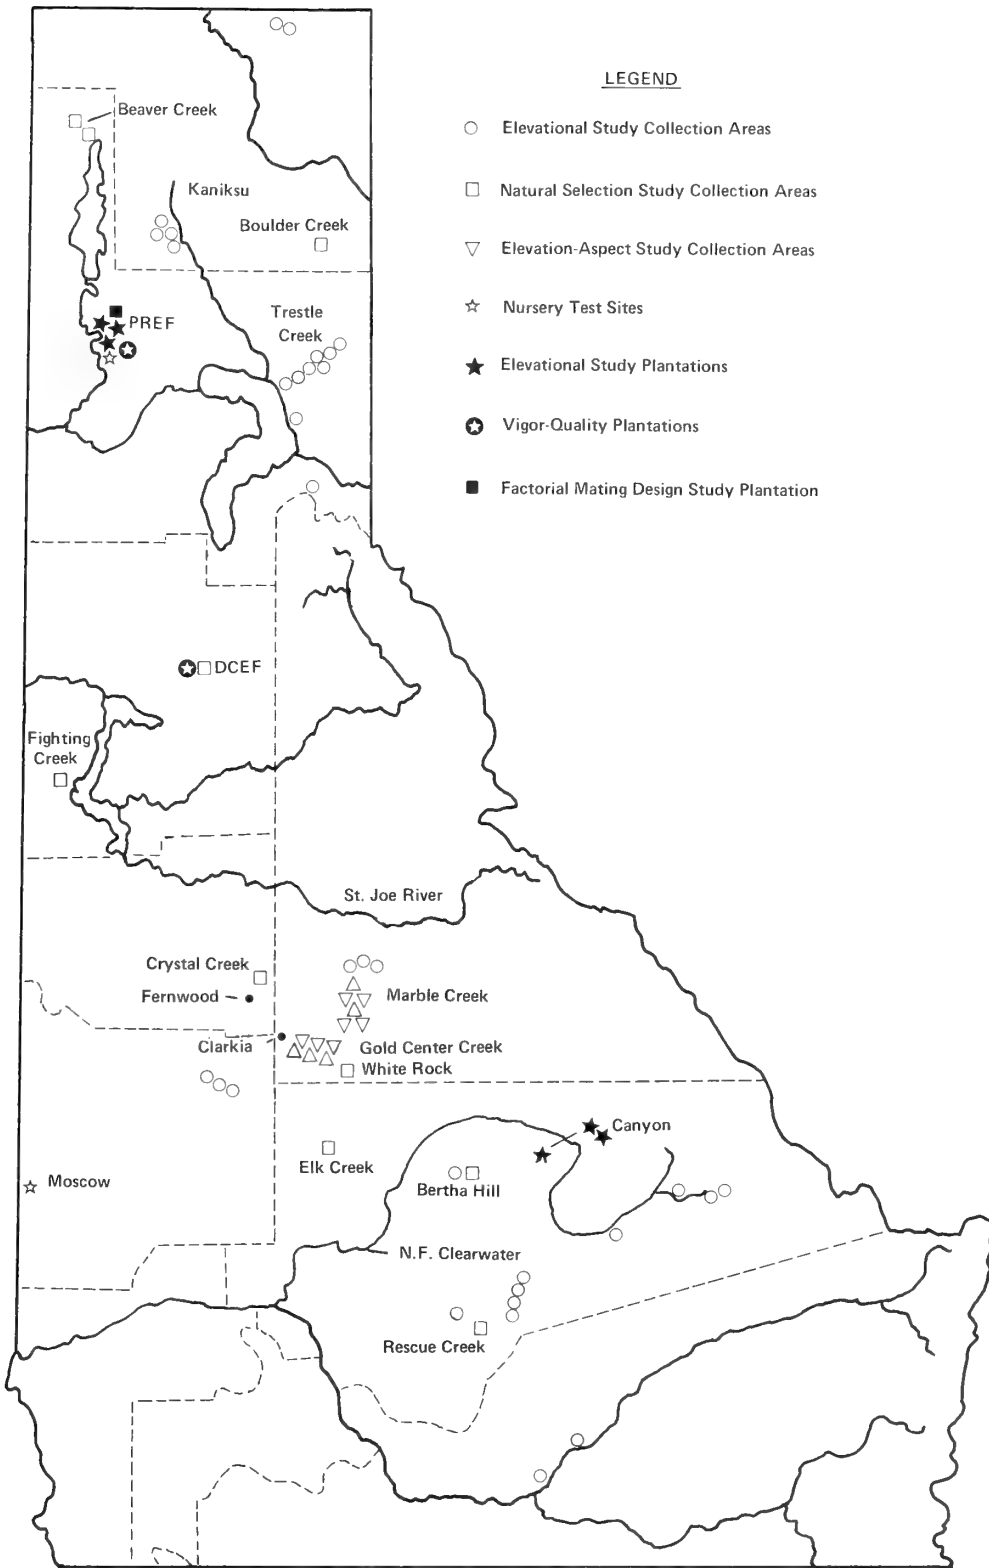 LEGEND
Elevational Study Collection Areas
Natural Selection Study Collection Areas
Elevation-Aspect Study Collection Areas
Nursery Test Sites
Elevational Study Plantations
Vigor-Quality Plantations
Factorial Mating Design Study Plantation
Beaver Creek
Kaniksu
Boulder Creek
PREF
Trestle
Creek
DCEF
Fighting
Creek
St. Joe River
Crystal Creek
Fernwood
Marble Creek
Clarkia
Gold Center Creek
White Rock
Canyon
Elk Creek
Moscow
Bertha Hill
N.F. Clearwater
Rescue Creek